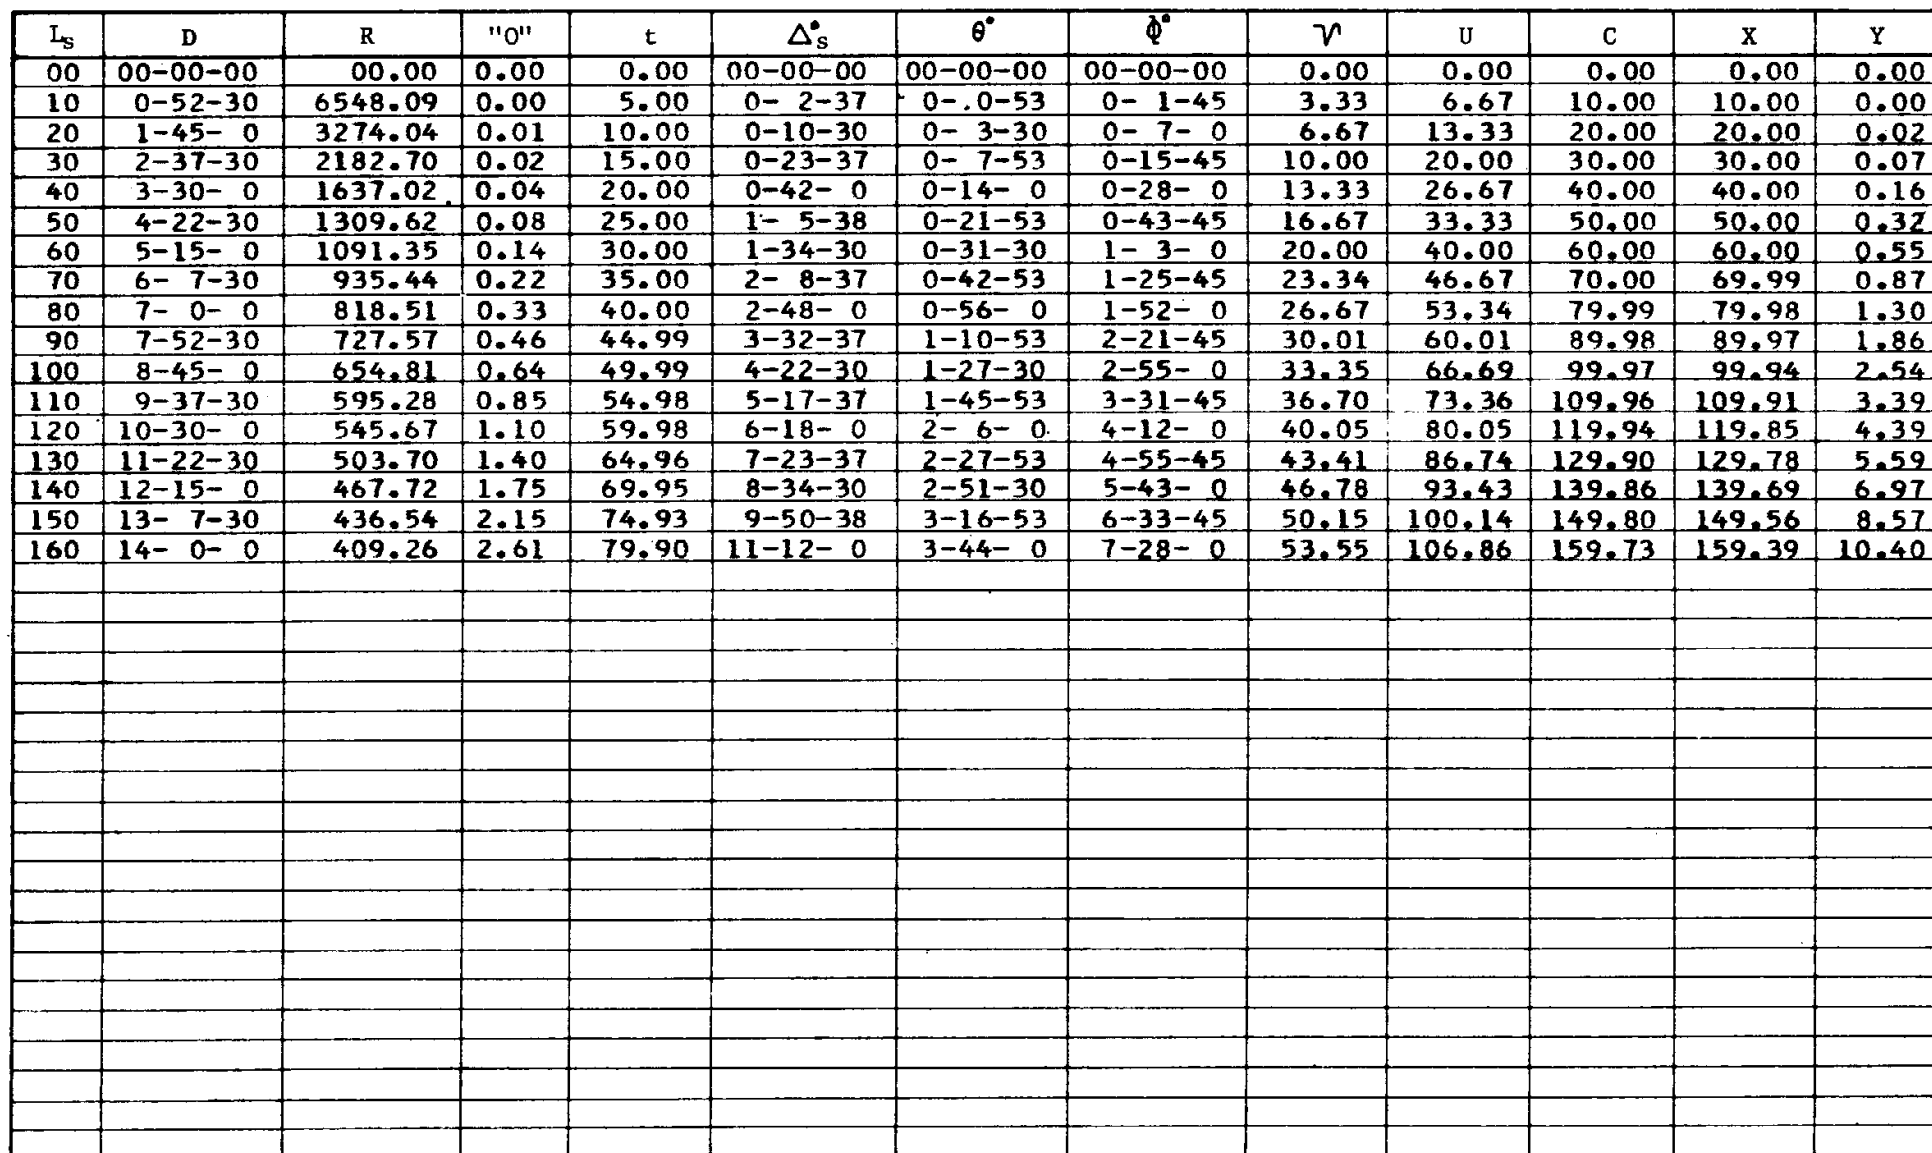 Ls D R "O" t Δ°s θ° Φ° V U C X Y
00 00-00-00 00.00 0.00 0.00 00-00-00 00-00-00 00-00-00 0.00 0.00 0.00 0.00 0.00
10 0-52-30 6548.09 0.00 5.00 0- 2-37 0-.0-53 0- 1-45 3.33 6.67 10.00 10.00 0.00
20 1-45- 0 3274.04 0.01 10.00 0-10-30 0- 3-30 0- 7- 0 6.67 13.33 20.00 20.00 0.02
30 2-37-30 2182.70 0.02 15.00 0-23-37 0- 7-53 0-15-45 10.00 20.00 30.00 30.00 0.07
40 3-30- 0 1637.02 0.04 20.00 0-42- 0 0-14- 0 0-28- 0 13.33 26.67 40.00 40.00 0.16
50 4-22-30 1309.62 0.08 25.00 1- 5-38 0-21-53 0-43-45 16.67 33.33 50.00 50.00 0.32
60 5-15- 0 1091.35 0.14 30.00 1-34-30 0-31-30 1- 3- 0 20.00 40.00 60.00 60.00 0.55
70 6- 7-30 935.44 0.22 35.00 2- 8-37 0-42-53 1-25-45 23.34 46.67 70.00 69.99 0.87
80 7- 0- 0 818.51 0.33 40.00 2-48- 0 0-56- 0 1-52- 0 26.67 53.34 79.99 79.98 1.30
90 7-52-30 727.57 0.46 44.99 3-32-37 1-10-53 2-21-45 30.01 60.01 89.98 89.97 1.86
100 8-45- 0 654.81 0.64 49.99 4-22-30 1-27-30 2-55- 0 33.35 66.69 99.97 99.94 2.54
110 9-37-30 595.28 0.85 54.98 5-17-37 1-45-53 3-31-45 36.70 73.36 109.96 109.91 3.39
120 10-30- 0 545.67 1.10 59.98 6-18- 0 2- 6- 0 4-12- 0 40.05 80.05 119.94 119.85 4.39
130 11-22-30 503.70 1.40 64.96 7-23-37 2-27-53 4-55-45 43.41 86.74 129.90 129.78 5.59
140 12-15- 0 467.72 1.75 69.95 8-34-30 2-51-30 5-43- 0 46.78 93.43 139.86 139.69 6.97
150 13- 7-30 436.54 2.15 74.93 9-50-38 3-16-53 6-33-45 50.15 100.14 149.80 149.56 8.57
160 14- 0- 0 409.26 2.61 79.90 11-12- 0 3-44- 0 7-28- 0 53.55 106.86 159.73 159.39 10.40